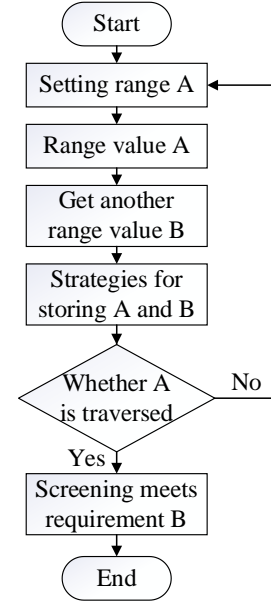 Start
Setting range A
Range value A
Get another
range value B
Strategies for
storing A and B
Whether A
is traversed
No
Yes
Screening meets
requirement B
End